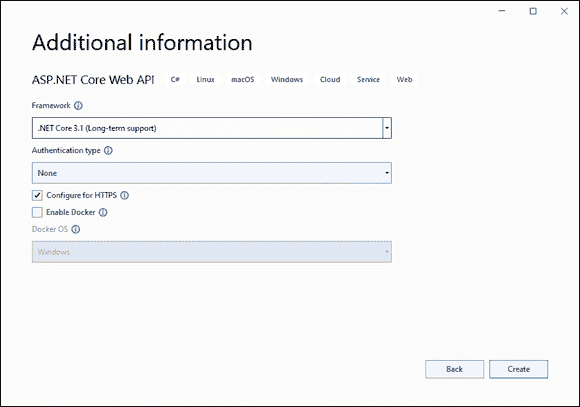 Additional information
ASP.NET Core Web API C# Linux macOS Windows Cloud Service Web
Framework
.NET Core 3.1 (Long-term support)
Authentication type
None
Configure for HTTPS
Enable Docker
Docker OS
Windows
Back Create